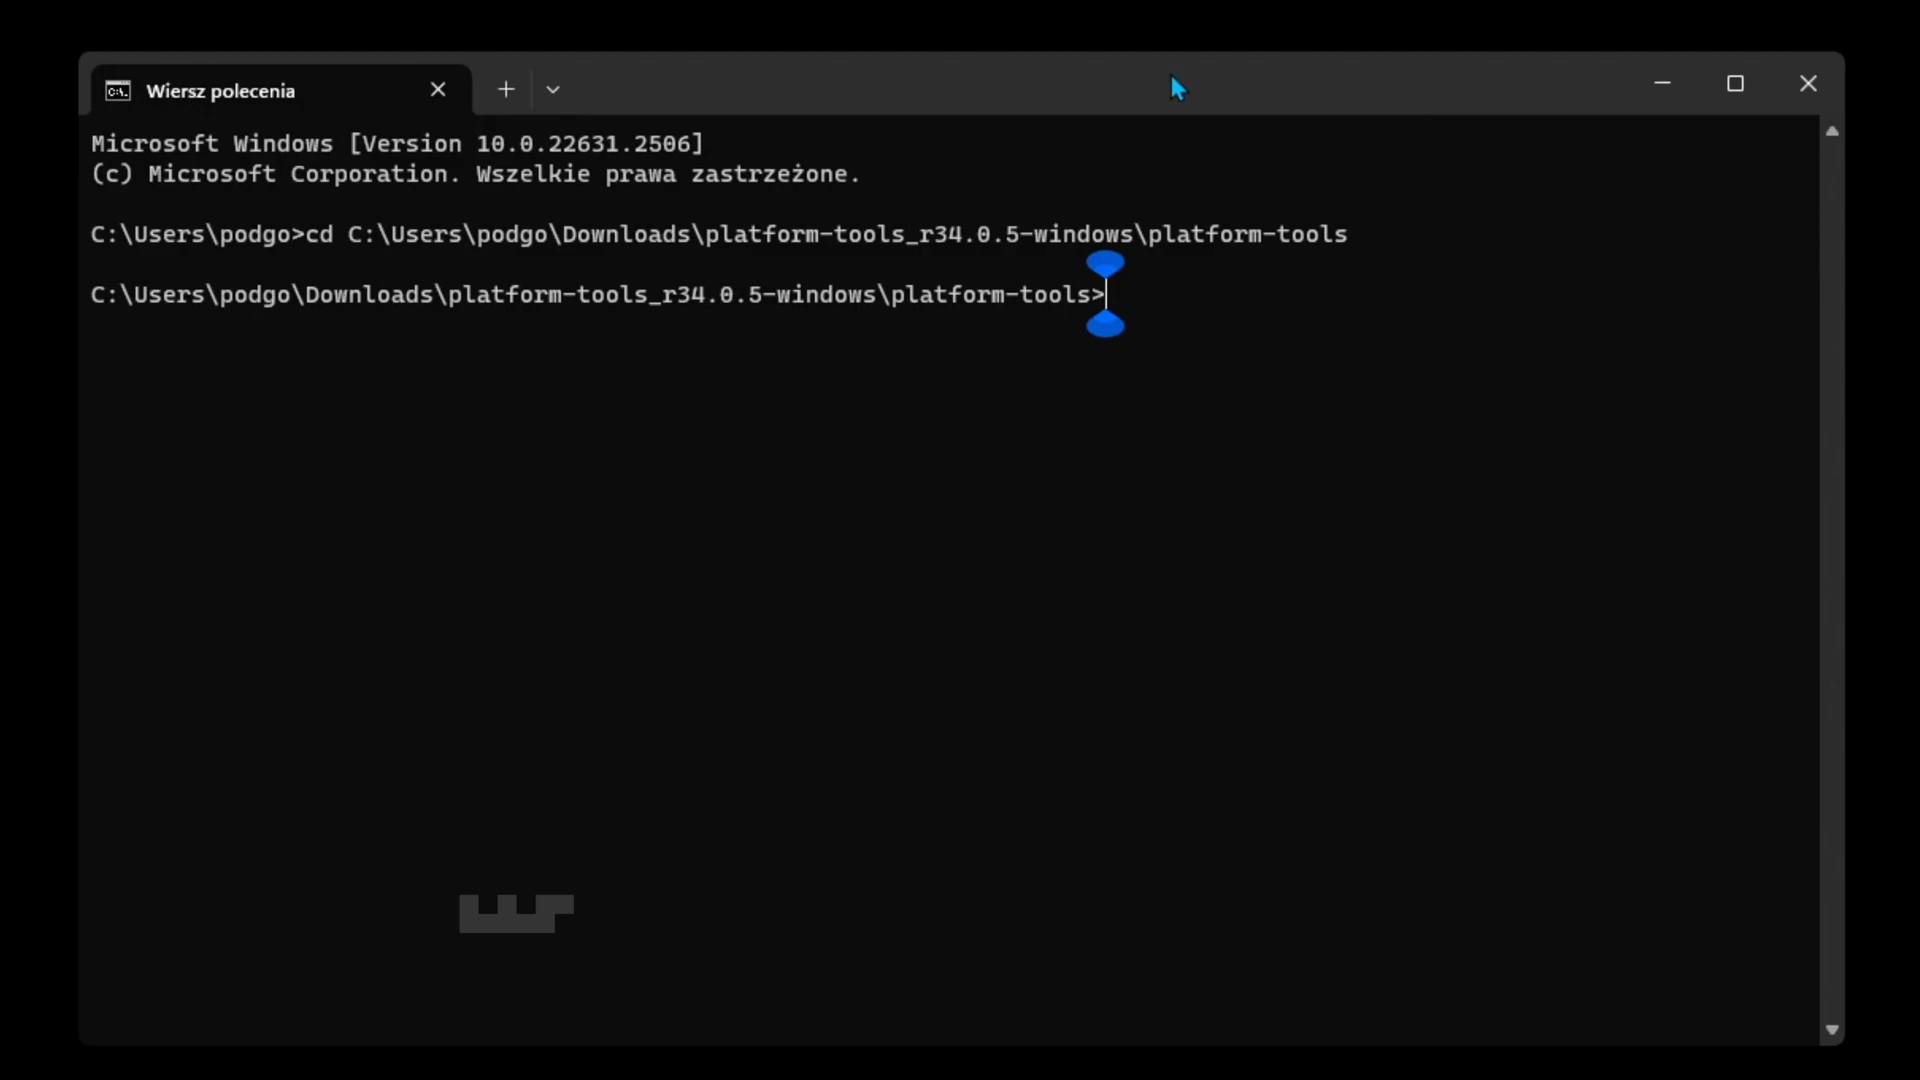 Wiersz polecenia
Microsoft Windows [Version 10.0.22631.2506]
(c) Microsoft Corporation. Wszelkie prawa zastrzeżone.
C:\Users\podgo>cd C:\Users\podgo\Downloads\platform-tools_r34.0.5-windows\platform-tools
C:\Users\podgo\Downloads\platform-tools_r34.0.5-windows\platform-tools>